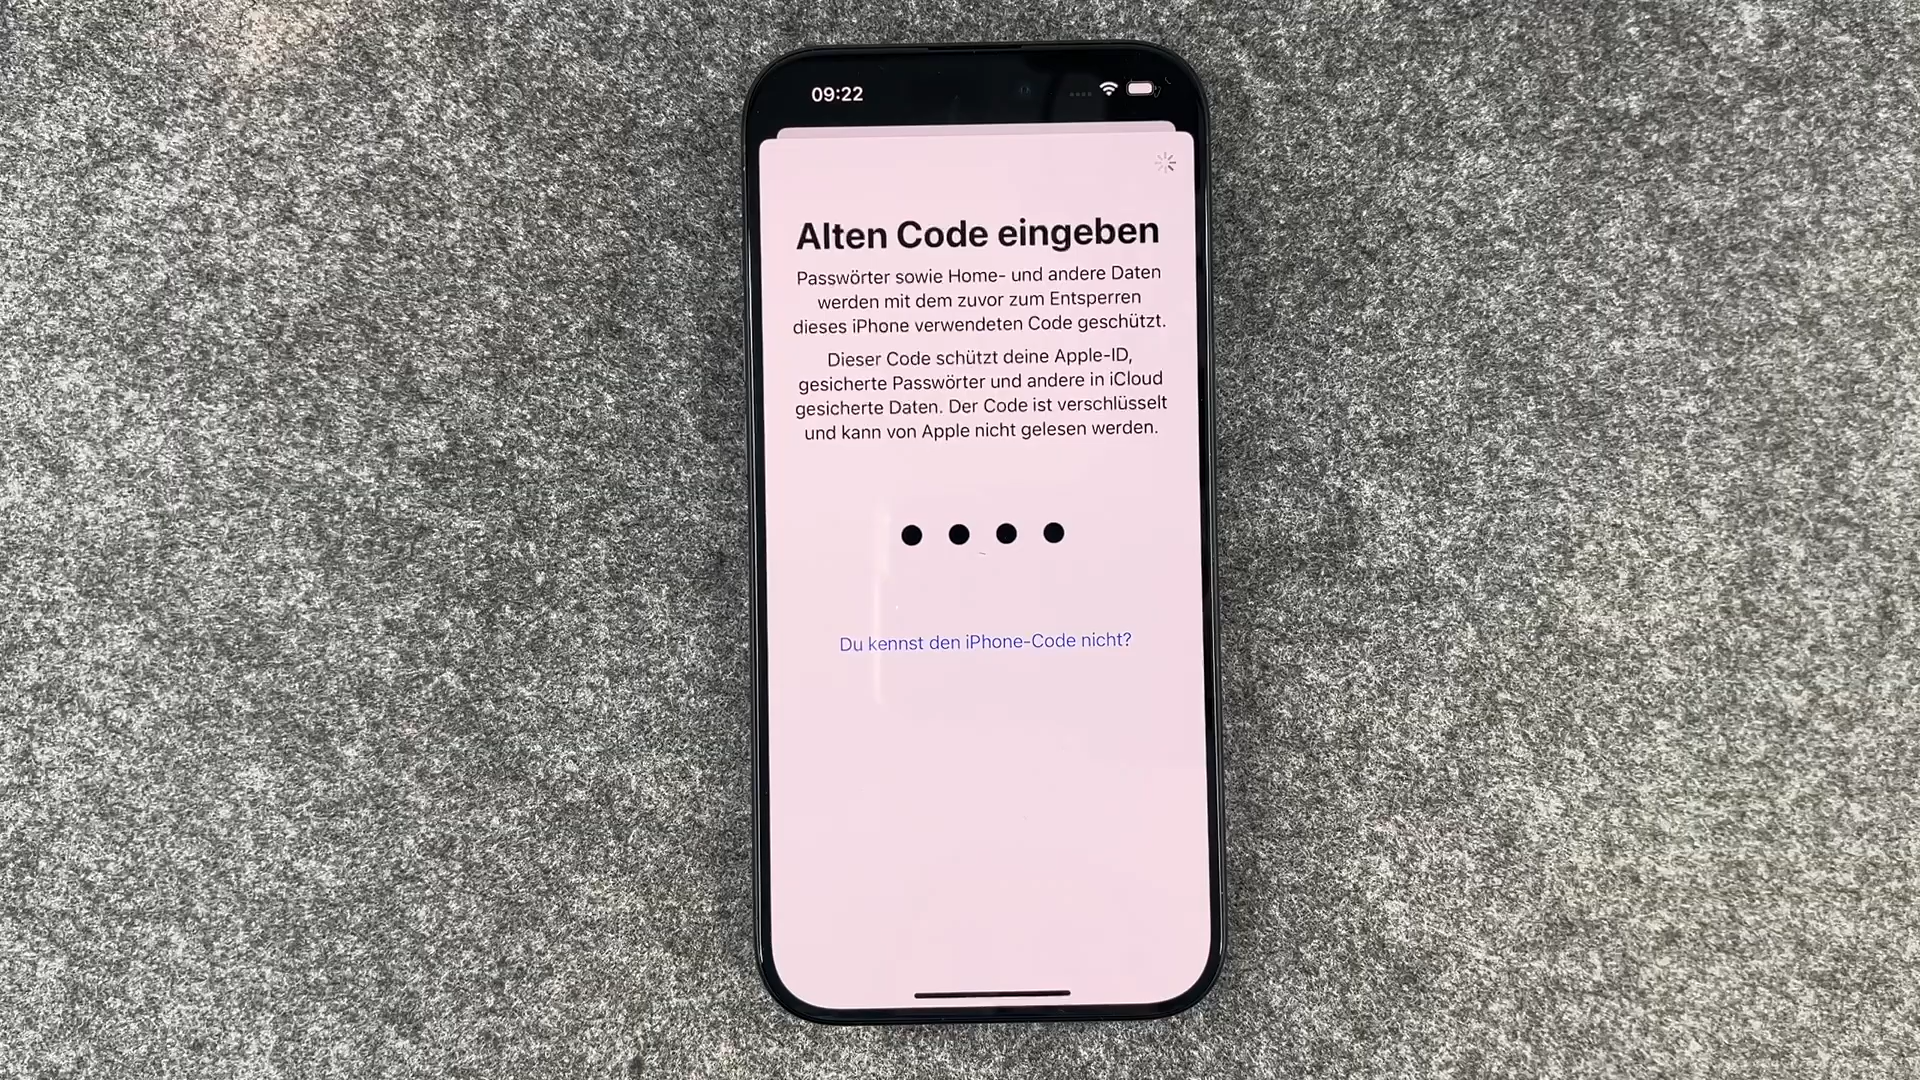 09:22
Alten Code eingeben
Passwörter sowie Home- und andere Daten
werden mit dem zuvor zum Entsperren
dieses iPhone verwendeten Code geschützt.
Dieser Code schützt deine Apple-ID,
gesicherte Passwörter und andere in iCloud
gesicherte Daten. Der Code ist verschlüsselt
und kann von Apple nicht gelesen werden.
Du kennst den iPhone-Code nicht?